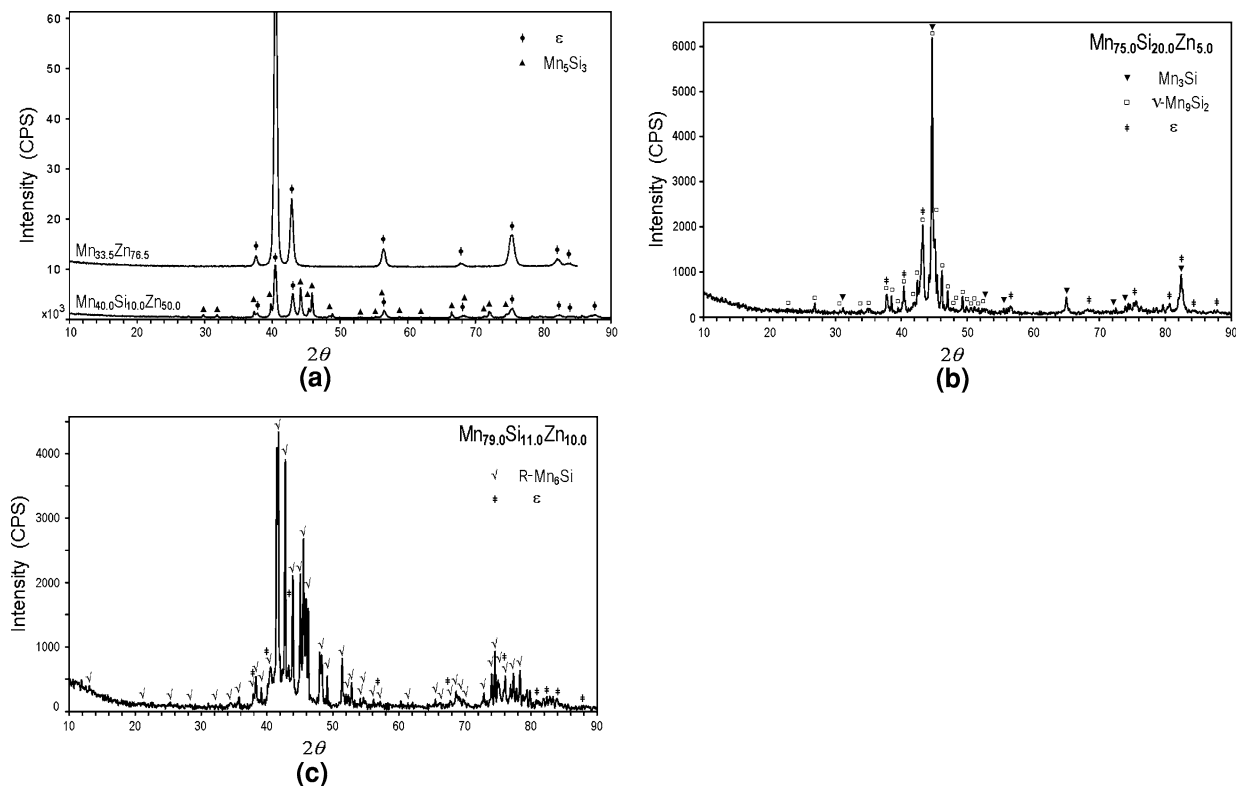 60
50
40
30
20
10
×10³
Intensity (CPS)
ε
Mn₅Si₃
Mn₃₃.₅Zn₇₆.₅
Mn₄₀.₀Si₁₀.₀Zn₅₀.₀
10 20 30 40 50 60 70 80 90
2θ
(a)
6000
5000
4000
3000
2000
1000
0
Intensity (CPS)
Mn₇₅.₀Si₂₀.₀Zn₅.₀
Mn₃Si
ν-Mn₉Si₂
ε
10 20 30 40 50 60 70 80 90
2θ
(b)
4000
3000
2000
1000
0
Intensity (CPS)
Mn₇₉.₀Si₁₁.₀Zn₁₀.₀
R-Mn₆Si
ε
10 20 30 40 50 60 70 80 90
2θ
(c)